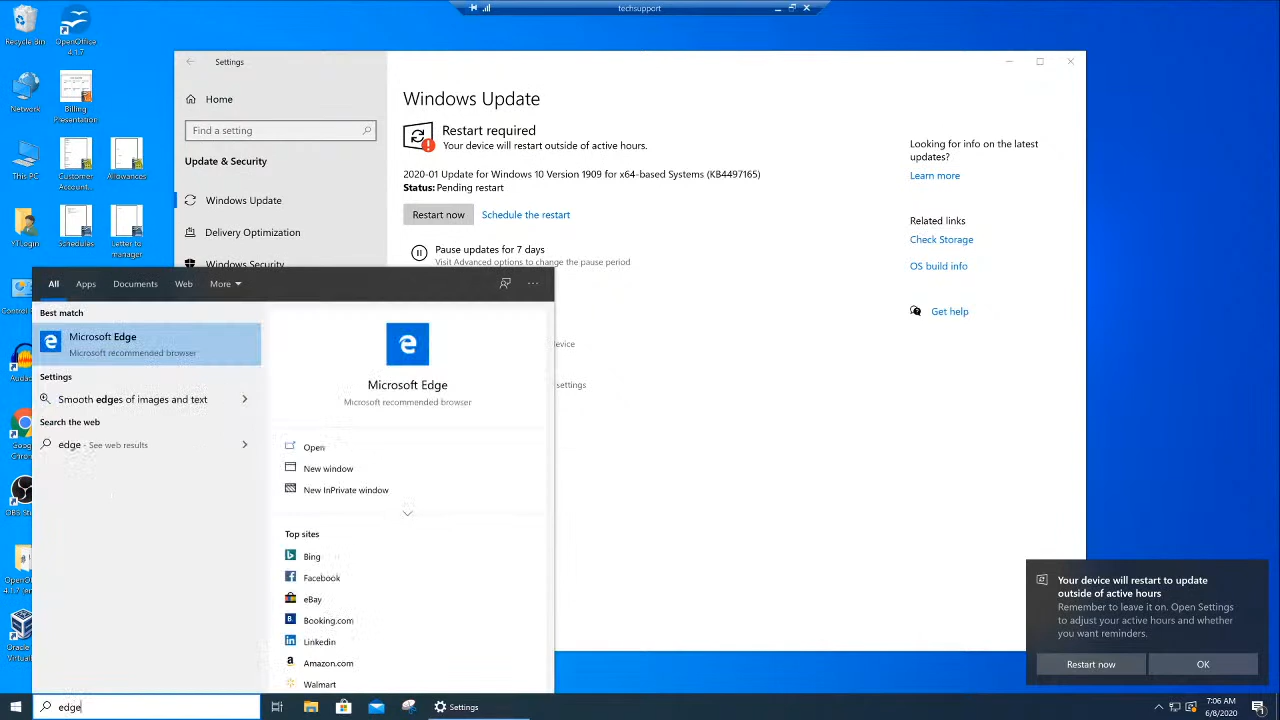 techsupport
Recycle Bin
OpenOffice
4.1.7
Network
Billing
Presentation
This PC
Customer
Account...
Allowances
YTLogin
Schedules
Letter to
manager
Settings
Home
Find a setting
Update & Security
Windows Update
Delivery Optimization
Windows Security
Windows Update
Restart required
Your device will restart outside of active hours.
2020-01 Update for Windows 10 Version 1909 for x64-based Systems (KB4497165)
Status: Pending restart
Restart now
Schedule the restart
Pause updates for 7 days
Visit Advanced options to change the pause period
evice
settings
Looking for info on the latest
updates?
Learn more
Related links
Check Storage
OS build info
Get help
All
Apps
Documents
Web
More
Best match
Microsoft Edge
Microsoft recommended browser
Settings
Smooth edges of images and text
Search the web
edge - See web results
Microsoft Edge
Microsoft recommended browser
Open
New window
New InPrivate window
Top sites
Bing
Facebook
eBay
Booking.com
Linkedin
Amazon.com
Walmart
Your device will restart to update
outside of active hours
Remember to leave it on. Open Settings
to adjust your active hours and whether
you want reminders.
Restart now
OK
edge
Settings
7:06 AM
6/8/2020